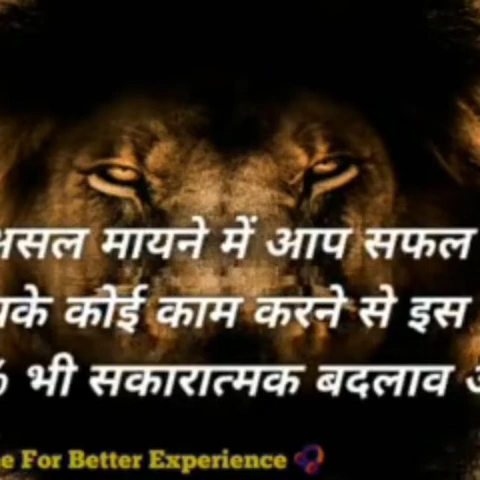 असल मायने में आप सफल
के कोई काम करने से इस
% भी सकारात्मक बदलाव
e For Better Experience